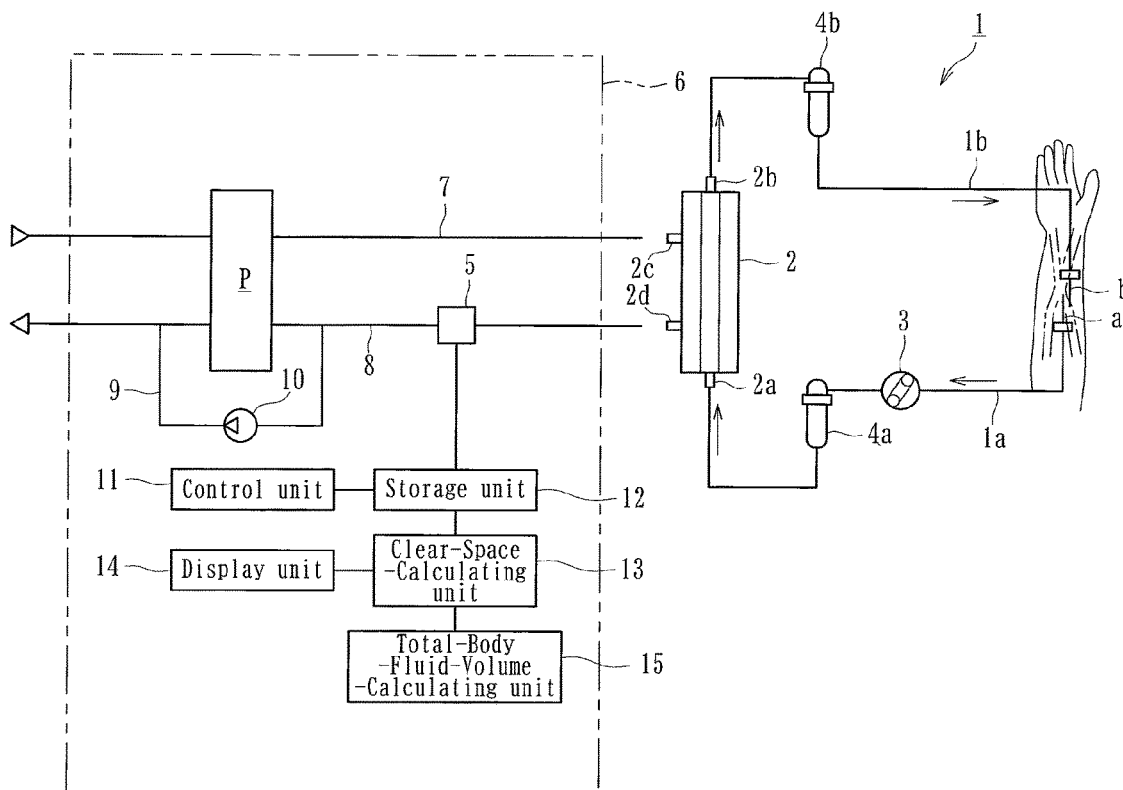 1
4b
6
1b
7
2b
2c
5
2
P
2d
b
a
3
8
9
10
2a
4a
1a
11
Control unit
Storage unit
12
14
Display unit
Clear-Space
-Calculating
unit
13
Total-Body
-Fluid-Volume
-Calculating unit
15